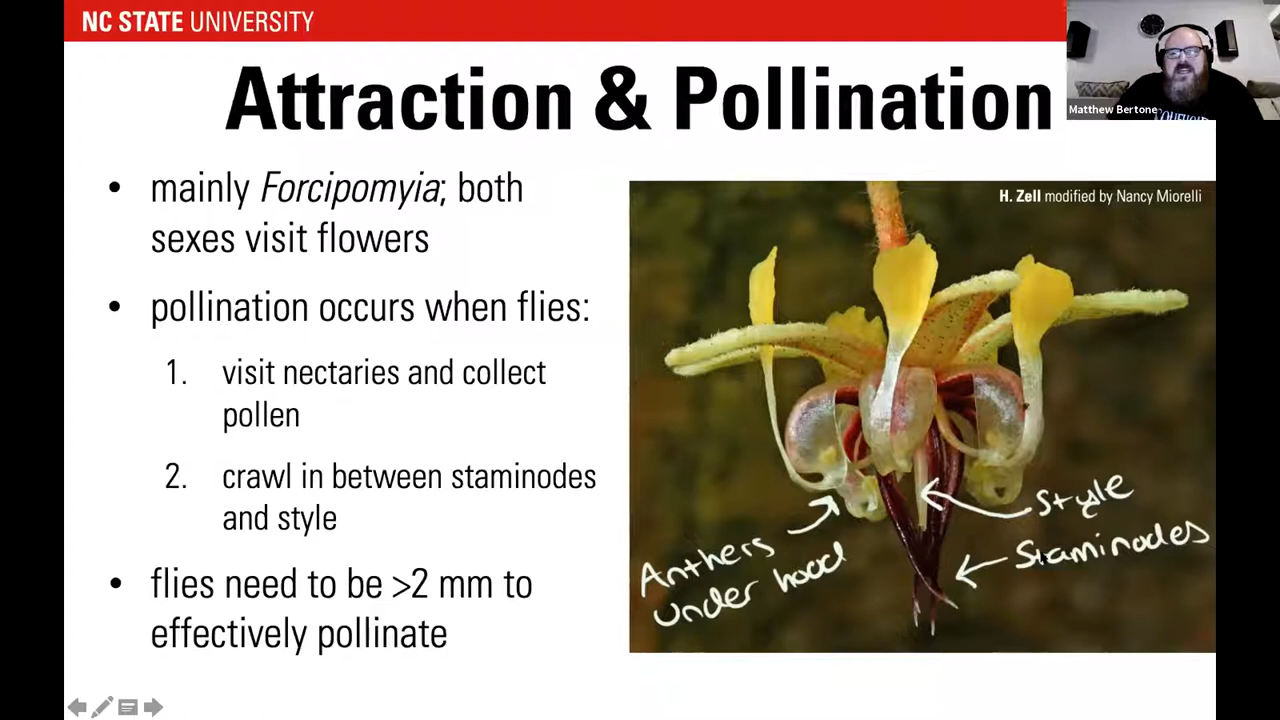 NC STATE UNIVERSITY
Attraction & Pollination
Matthew Bertone
• mainly Forcipomyia; both
sexes visit flowers
• pollination occurs when flies:
1. visit nectaries and collect
pollen
2. crawl in between staminodes
and style
• flies need to be >2 mm to
effectively pollinate
H. Zell modified by Nancy Miorelli
Style
Staminodes
Anthers
under hood